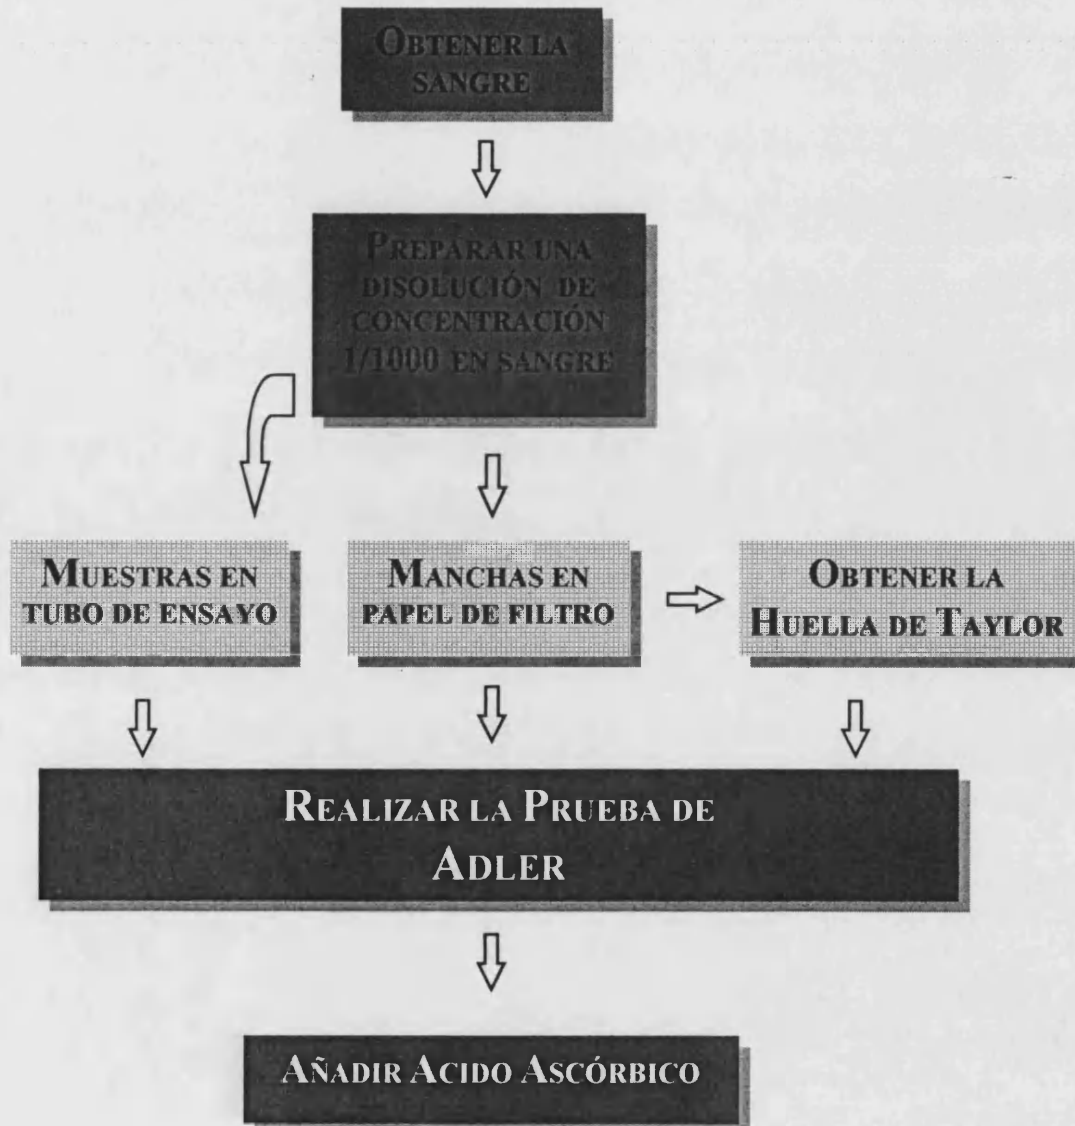 OBTENER LA
SANGRE
PREPARAR UNA
DISOLUCIÓN DE
CONCENTRACIÓN
1/1000 EN SANGRE
MUESTRAS EN
TUBO DE ENSAYO
MANCHAS EN
PAPEL DE FILTRO
OBTENER LA
HUELLA DE TAYLOR
REALIZAR LA PRUEBA DE
ADLER
AÑADIR ACIDO ASCÓRBICO